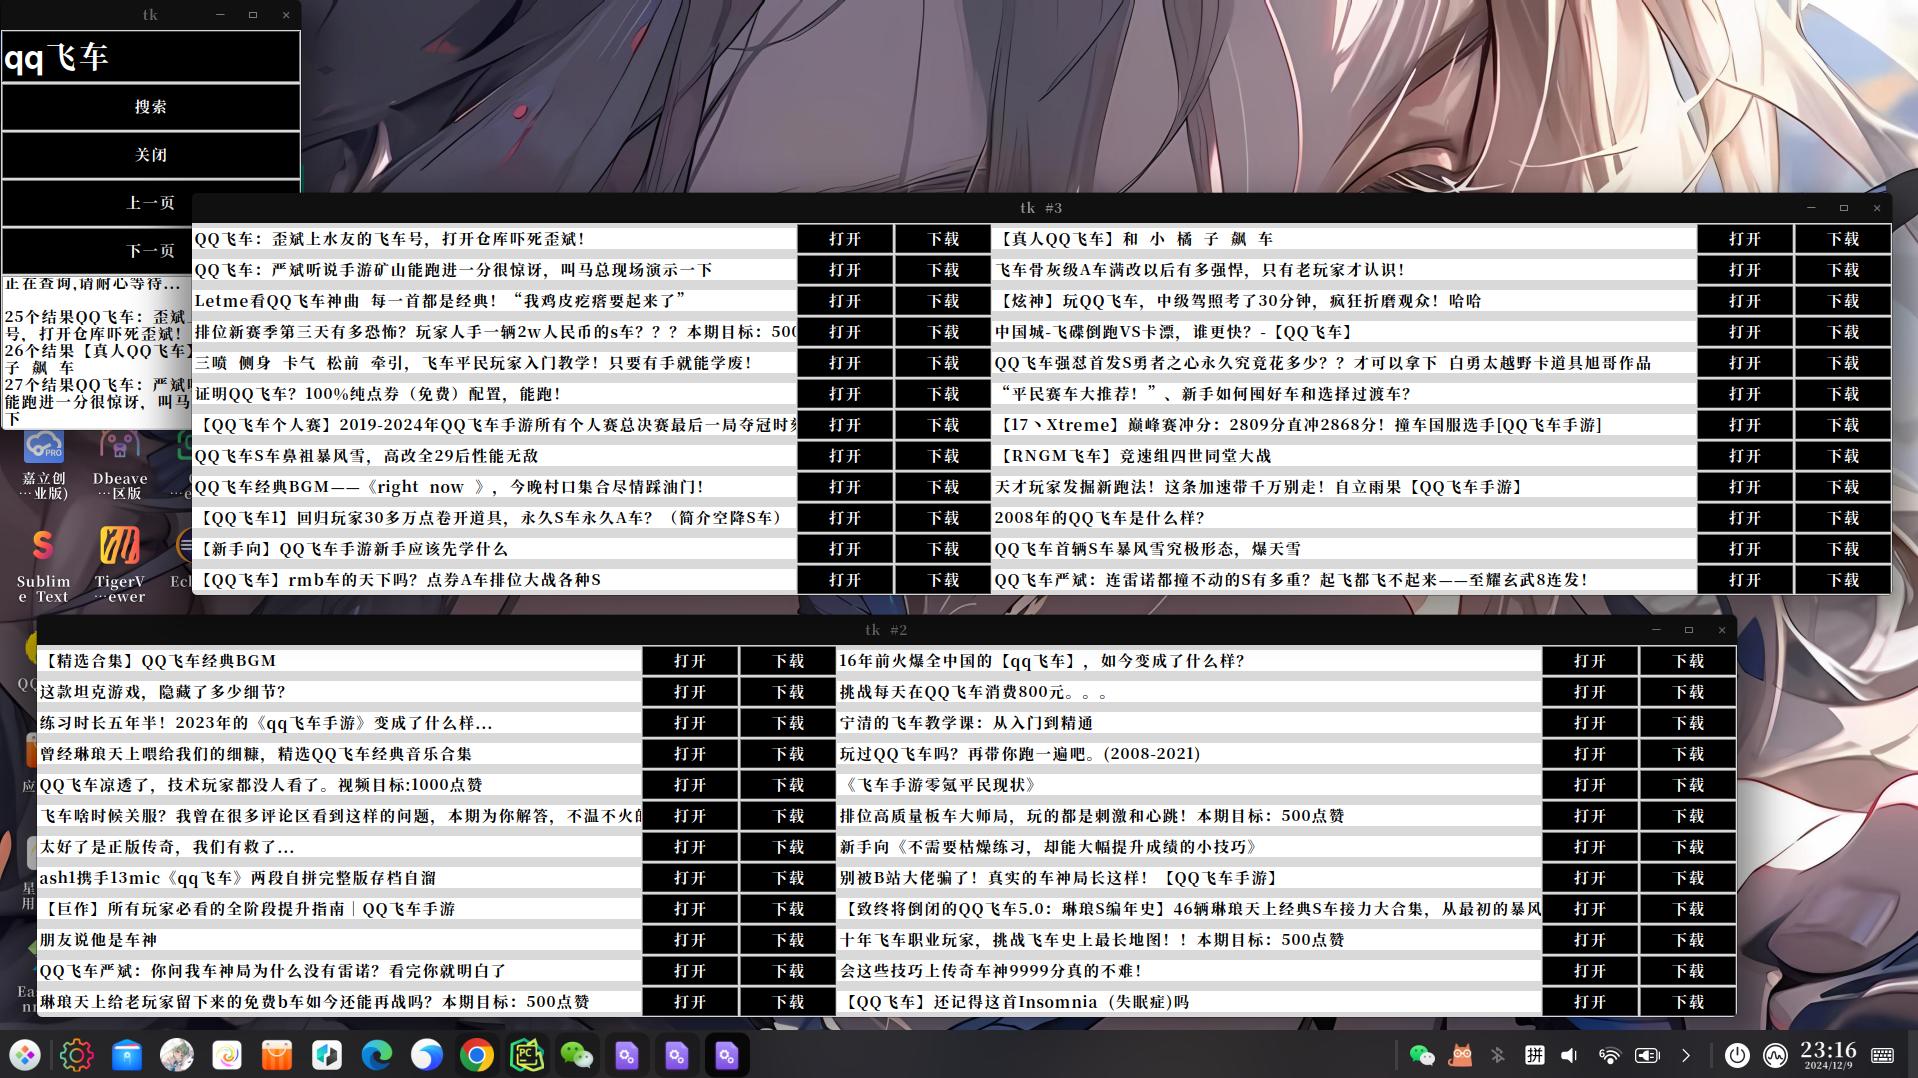 tk
qq飞车
搜索
关闭
上一页
下一页
正在查询,请耐心等待...
25个结果QQ飞车：歪斌
号，打开仓库吓死歪斌！
26个结果【真人QQ飞车】
子 飙 车
27个结果QQ飞车：严斌
能跑进一分很惊讶，叫马
下
tk #3
QQ飞车：歪斌上水友的飞车号，打开仓库吓死歪斌！ 打开 下载 【真人QQ飞车】和 小 橘 子 飙 车 打开 下载
QQ飞车：严斌听说手游矿山能跑进一分很惊讶，叫马总现场演示一下 打开 下载 飞车骨灰级A车满改以后有多强悍，只有老玩家才认识！ 打开 下载
Letme看QQ飞车神曲 每一首都是经典！“我鸡皮疙瘩要起来了” 打开 下载 【炫神】玩QQ飞车，中级驾照考了30分钟，疯狂折磨观众！哈哈 打开 下载
排位新赛季第三天有多恐怖？玩家人手一辆2w人民币的s车？？？本期目标：500 打开 下载 中国城-飞碟倒跑VS卡漂，谁更快？-【QQ飞车】 打开 下载
三喷 侧身 卡气 松前 牵引，飞车平民玩家入门教学！只要有手就能学废！ 打开 下载 QQ飞车强怼首发S勇者之心永久究竟花多少？？才可以拿下 白勇太越野卡道具旭哥作品 打开 下载
证明QQ飞车？100%纯点券（免费）配置，能跑！ 打开 下载 “平民赛车大推荐！”、新手如何囤好车和选择过渡车？ 打开 下载
【QQ飞车个人赛】2019-2024年QQ飞车手游所有个人赛总决赛最后一局夺冠时 打开 下载 【17丶Xtreme】巅峰赛冲分：2809分直冲2868分！撞车国服选手[QQ飞车手游] 打开 下载
QQ飞车S车鼻祖暴风雪，高改全29后性能无敌 打开 下载 【RNGM飞车】竞速组四世同堂大战 打开 下载
QQ飞车经典BGM——《right now 》，今晚村口集合尽情踩油门！ 打开 下载 天才玩家发掘新跑法！这条加速带千万别走！自立雨果【QQ飞车手游】 打开 下载
【QQ飞车1】回归玩家30多万点卷开道具，永久S车永久A车？（简介空降S车） 打开 下载 2008年的QQ飞车是什么样？ 打开 下载
【新手向】QQ飞车手游新手应该先学什么 打开 下载 QQ飞车首辆S车暴风雪究极形态，爆天雪 打开 下载
【QQ飞车】rmb车的天下吗？点券A车排位大战各种S 打开 下载 QQ飞车严斌：连雷诺都撞不动的S有多重？起飞都飞不起来——至耀玄武8连发！ 打开 下载
嘉立创 Dbeave
…业版) …区版
Sublim TigerV Ecl
e Text …ewer
tk #2
【精选合集】QQ飞车经典BGM 打开 下载 16年前火爆全中国的【qq飞车】，如今变成了什么样？ 打开 下载
这款坦克游戏，隐藏了多少细节？ 打开 下载 挑战每天在QQ飞车消费800元。。。 打开 下载
练习时长五年半！2023年的《qq飞车手游》变成了什么样... 打开 下载 宁清的飞车教学课：从入门到精通 打开 下载
曾经琳琅天上喂给我们的细糠，精选QQ飞车经典音乐合集 打开 下载 玩过QQ飞车吗？再带你跑一遍吧。(2008-2021) 打开 下载
QQ飞车凉透了，技术玩家都没人看了。视频目标:1000点赞 打开 下载 《飞车手游零氪平民现状》 打开 下载
飞车啥时候关服？我曾在很多评论区看到这样的问题，本期为你解答，不温不火的 打开 下载 排位高质量板车大师局，玩的都是刺激和心跳！本期目标：500点赞 打开 下载
太好了是正版传奇，我们有救了... 打开 下载 新手向《不需要枯燥练习，却能大幅提升成绩的小技巧》 打开 下载
ash1携手13mic《qq飞车》两段自拼完整版存档自溜 打开 下载 别被B站大佬骗了！真实的车神局长这样！【QQ飞车手游】 打开 下载
【巨作】所有玩家必看的全阶段提升指南｜QQ飞车手游 打开 下载 【致终将倒闭的QQ飞车5.0：琳琅S编年史】46辆琳琅天上经典S车接力大合集，从最初的暴风 打开 下载
朋友说他是车神 打开 下载 十年飞车职业玩家，挑战飞车史上最长地图！！本期目标：500点赞 打开 下载
QQ飞车严斌：你问我车神局为什么没有雷诺？看完你就明白了 打开 下载 会这些技巧上传奇车神9999分真的不难！ 打开 下载
琳琅天上给老玩家留下来的免费b车如今还能再战吗？本期目标：500点赞 打开 下载 【QQ飞车】还记得这首Insomnia (失眠症)吗 打开 下载
拼 23:16
2024/12/9